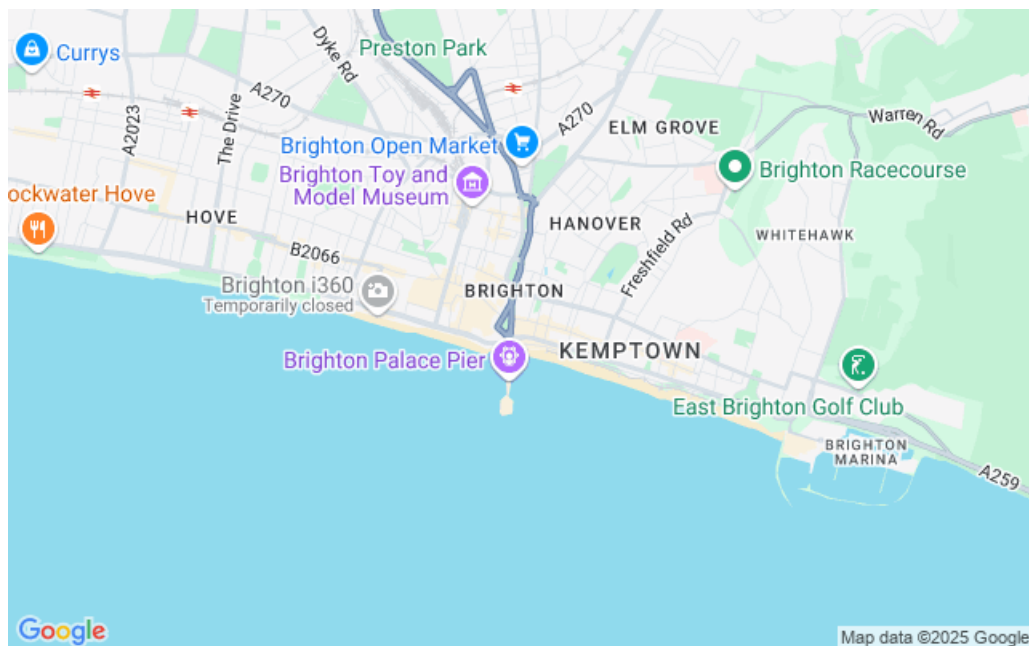 Currys
Dyke Rd
Preston Park
A270
A2023
The Drive
A270
ELM GROVE
Warren Rd
Brighton Open Market
Brighton Racecourse
Brighton Toy and
Model Museum
ockwater Hove
HOVE
HANOVER
Freshfield Rd
WHITEHAWK
B2066
Brighton i360
Temporarily closed
BRIGHTON
Brighton Palace Pier
KEMPTOWN
East Brighton Golf Club
BRIGHTON
MARINA
A259
Google
Map data ©2025 Google